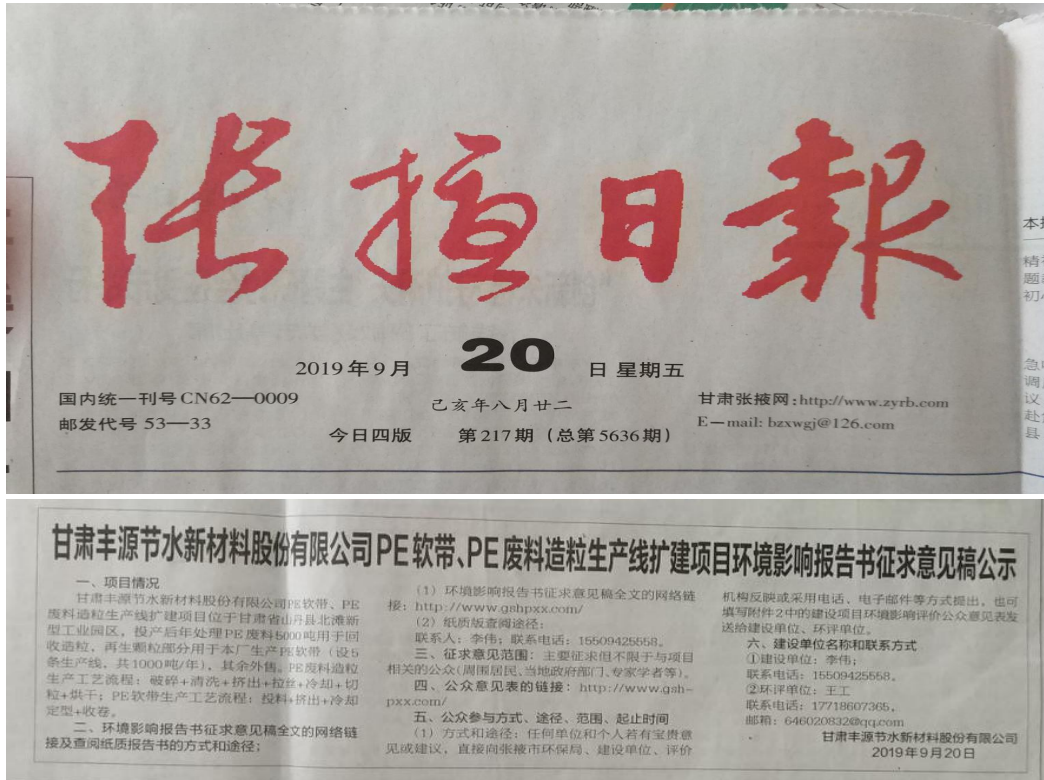 张掖日報
2019年9月 20 日 星期五
国内统一刊号CN62—0009
邮发代号 53—33
己亥年八月廿二
今日四版 第217期（总第5636期）
甘肃张掖网:http://www.zyrb.com
E—mail: bzxwgj@126.com
甘肃丰源节水新材料股份有限公司PE软带、PE废料造粒生产线扩建项目环境影响报告书征求意见稿公示
一、项目情况
甘肃丰源节水新材料股份有限公司PE软带、PE
废料造粒生产线扩建项目位于甘肃省山丹县北滩新
型工业园区，投产后年处理PE废料5000吨用于回
收造粒，再生颗粒部分用于本厂生产PE软带（设5
条生产线，共1000吨/年），其余外售。PE废料造粒
生产工艺流程：破碎+清洗+挤出+拉丝+冷却+切
粒+烘干；PE软带生产工艺流程：投料+挤出+冷却
定型+收卷。
二、环境影响报告书征求意见稿全文的网络链
接及查阅纸质报告书的方式和途径；
（1）环境影响报告书征求意见稿全文的网络链
接：http://www.gshpxx.com/
（2）纸质版查阅途径：
联系人：李伟；联系电话：15509425558。
三、征求意见范围：主要征求但不限于与项目
相关的公众（周围居民、当地政府部门、专家学者等）。
四、公众意见表的链接：http://www.gsh-
pxx.com/
五、公众参与方式、途径、范围、起止时间
（1）方式和途径：任何单位和个人若有宝贵意
见或建议，直接向张掖市环保局、建设单位、评价
机构反映或采用电话、电子邮件等方式提出，也可
填写附件2中的建设项目环境影响评价公众意见表发
送给建设单位、环评单位。
六、建设单位名称和联系方式
①建设单位：李伟；
联系电话：15509425558。
②环评单位：王工
联系电话：17718607365，
邮箱：646020832@qq.com
甘肃丰源节水新材料股份有限公司
2019年9月20日